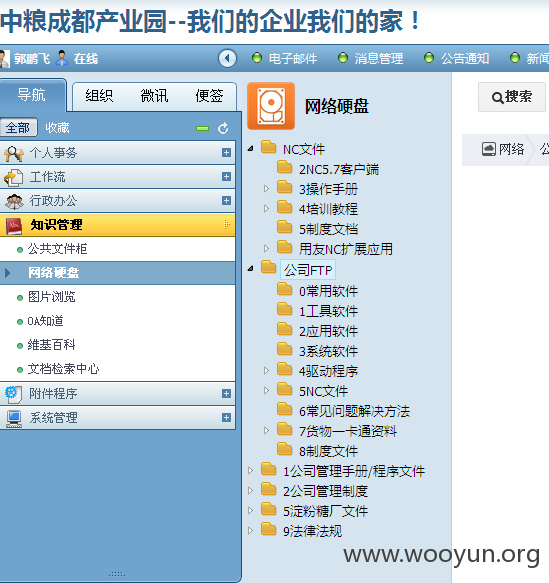 中粮成都产业园--我们的企业我们的家！
郭鹏飞 在线
电子邮件 消息管理 公告通知 新闻
导航 组织 微讯 便签
全部 收藏
个人事务
工作流
行政办公
知识管理
公共文件柜
网络硬盘
图片浏览
OA知道
维基百科
文档检索中心
附件程序
系统管理
网络硬盘
NC文件
2NC5.7客户端
3操作手册
4培训教程
5制度文档
用友NC扩展应用
公司FTP
0常用软件
1工具软件
2应用软件
3系统软件
4驱动程序
5NC文件
6常见问题解决方法
7货物一卡通资料
8制度文件
1公司管理手册/程序文件
2公司管理制度
5淀粉糖厂文件
9法律法规
搜索
网络 公
www.wooyun.org